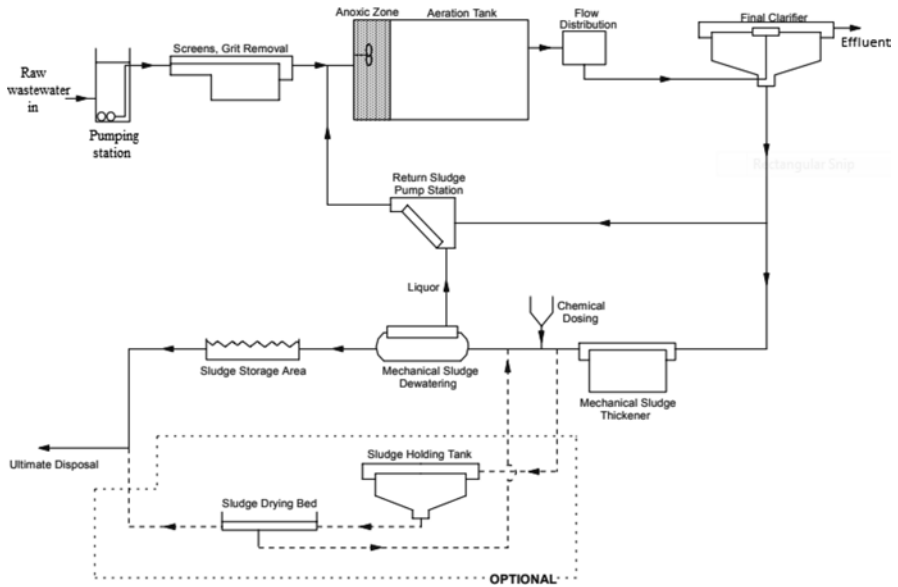 Anoxic Zone
Aeration Tank
Flow
Distribution
Final Clarifier
Effluent
Screens, Grit Removal
Raw
wastewater
in
Pumping
station
Rectangular Snip
Return Sludge
Pump Station
Liquor
Chemical
Dosing
Sludge Storage Area
Mechanical Sludge
Dewatering
Mechanical Sludge
Thickener
Ultimate Disposal
Sludge Holding Tank
Sludge Drying Bed
OPTIONAL